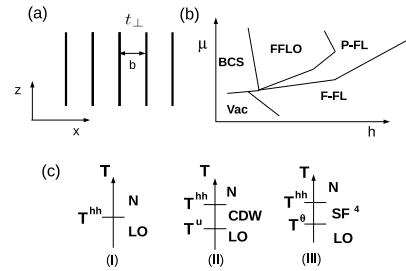 (a)
t⊥
b
z
x
(b)
μ
BCS
FFLO
P-FL
F-FL
Vac
h
(c)
T
N
T^hh
LO
(I)
T
N
T^hh
CDW
T^u
LO
(II)
T
N
T^hh
SF^4
T^θ
LO
(III)